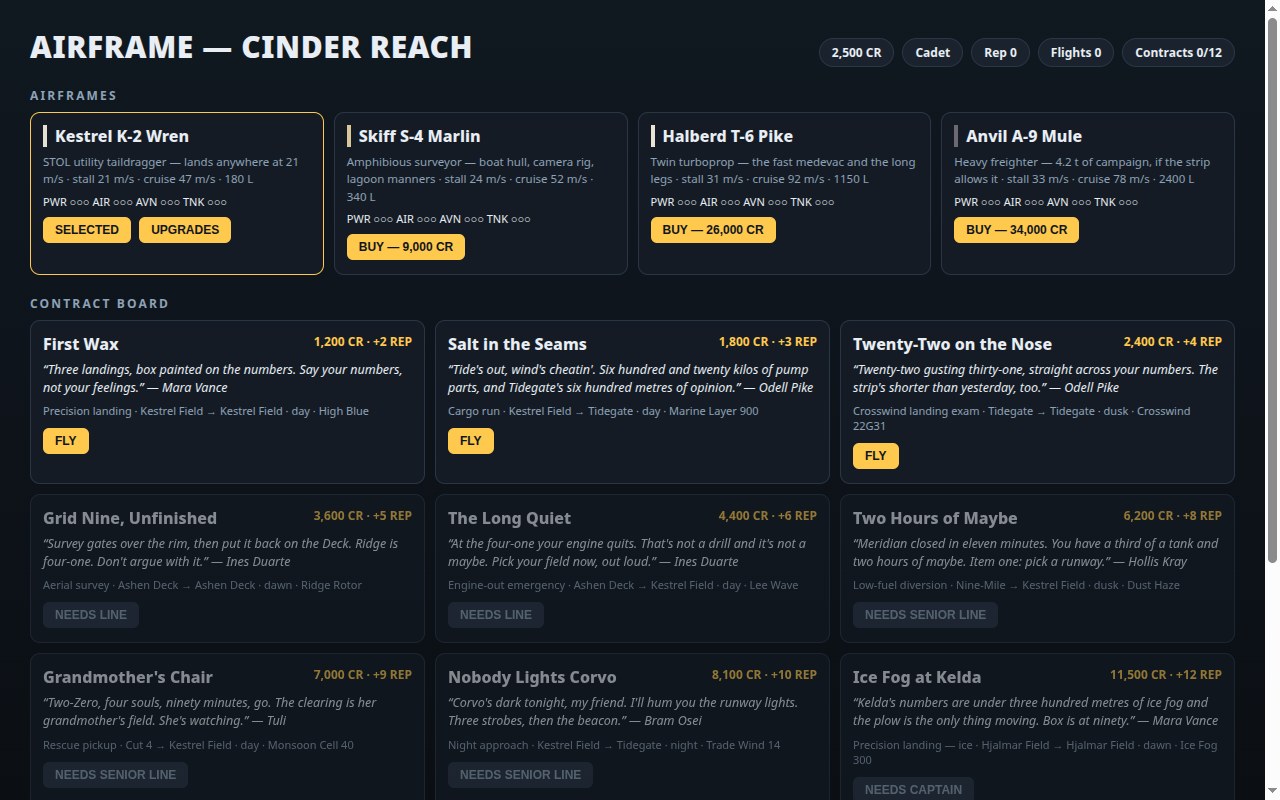 AIRFRAME — CINDER REACH
2,500 CR
Cadet
Rep 0
Flights 0
Contracts 0/12
AIRFRAMES
Kestrel K-2 Wren
STOL utility taildragger — lands anywhere at 21
m/s · stall 21 m/s · cruise 47 m/s · 180 L
PWR ○○○ AIR ○○○ AVN ○○○ TNK ○○○
SELECTED
UPGRADES
Skiff S-4 Marlin
Amphibious surveyor — boat hull, camera rig,
lagoon manners · stall 24 m/s · cruise 52 m/s ·
340 L
PWR ○○○ AIR ○○○ AVN ○○○ TNK ○○○
BUY — 9,000 CR
Halberd T-6 Pike
Twin turboprop — the fast medevac and the long
legs · stall 31 m/s · cruise 92 m/s · 1150 L
PWR ○○○ AIR ○○○ AVN ○○○ TNK ○○○
BUY — 26,000 CR
Anvil A-9 Mule
Heavy freighter — 4.2 t of campaign, if the strip
allows it · stall 33 m/s · cruise 78 m/s · 2400 L
PWR ○○○ AIR ○○○ AVN ○○○ TNK ○○○
BUY — 34,000 CR
CONTRACT BOARD
First Wax
1,200 CR · +2 REP
“Three landings, box painted on the numbers. Say your numbers,
not your feelings.” — Mara Vance
Precision landing · Kestrel Field → Kestrel Field · day · High Blue
FLY
Salt in the Seams
1,800 CR · +3 REP
“Tide's out, wind's cheatin'. Six hundred and twenty kilos of pump
parts, and Tidegate's six hundred metres of opinion.” — Odell Pike
Cargo run · Kestrel Field → Tidegate · day · Marine Layer 900
FLY
Twenty-Two on the Nose
2,400 CR · +4 REP
“Twenty-two gusting thirty-one, straight across your numbers. The
strip's shorter than yesterday, too.” — Odell Pike
Crosswind landing exam · Tidegate → Tidegate · dusk · Crosswind
22G31
FLY
Grid Nine, Unfinished
3,600 CR · +5 REP
“Survey gates over the rim, then put it back on the Deck. Ridge is
four-one. Don't argue with it.” — Ines Duarte
Aerial survey · Ashen Deck → Ashen Deck · dawn · Ridge Rotor
NEEDS LINE
The Long Quiet
4,400 CR · +6 REP
“At the four-one your engine quits. That's not a drill and it's not a
maybe. Pick your field now, out loud.” — Ines Duarte
Engine-out emergency · Ashen Deck → Kestrel Field · day · Lee Wave
NEEDS LINE
Two Hours of Maybe
6,200 CR · +8 REP
“Meridian closed in eleven minutes. You have a third of a tank and
two hours of maybe. Item one: pick a runway.” — Hollis Kray
Low-fuel diversion · Nine-Mile → Kestrel Field · dusk · Dust Haze
NEEDS SENIOR LINE
Grandmother's Chair
7,000 CR · +9 REP
“Two-Zero, four souls, ninety minutes, go. The clearing is her
grandmother's field. She's watching.” — Tuli
Rescue pickup · Cut 4 → Kestrel Field · day · Monsoon Cell 40
NEEDS SENIOR LINE
Nobody Lights Corvo
8,100 CR · +10 REP
“Corvo's dark tonight, my friend. I'll hum you the runway lights.
Three strobes, then the beacon.” — Bram Osei
Night approach · Kestrel Field → Tidegate · night · Trade Wind 14
NEEDS SENIOR LINE
Ice Fog at Kelda
11,500 CR · +12 REP
“Kelda's numbers are under three hundred metres of ice fog and
the plow is the only thing moving. Box is at ninety.” — Mara Vance
Precision landing — ice · Hjalmar Field → Hjalmar Field · dawn · Ice Fog
300
NEEDS CAPTAIN